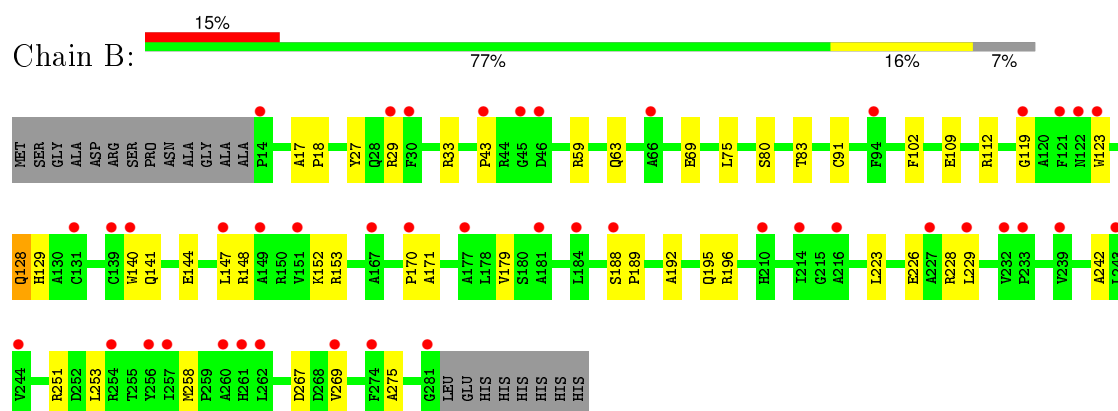 15%
Chain B:
77% 16% 7%
MET SER GLY ALA ASP ARG SER PRO ASN ALA GLY ALA ALA P14 A17 P18 Y27 Q28 R29 F30 R33 P43 R44 G45 D46 R59 Q63 A66 E69 L75 S80 T83 G91 F94 F102 E109 R112 G119 A120 F121 N122 W123
Q128 H129 A130 C131 C139 W140 Q141 E144 L147 R148 A149 R150 V151 K152 R153 A167 P170 A171 A177 L178 V179 S180 A181 L184 S188 P189 A192 Q195 R196 H210 I214 G215 A216 L223 E226 A227 R228 L229 V232 P233 V239 A242 L243
V244 R251 D252 L253 R254 T255 Y256 I257 M258 P259 A260 H261 L262 D267 D268 V269 F274 A275 G281 LEU GLU HIS HIS HIS HIS HIS HIS